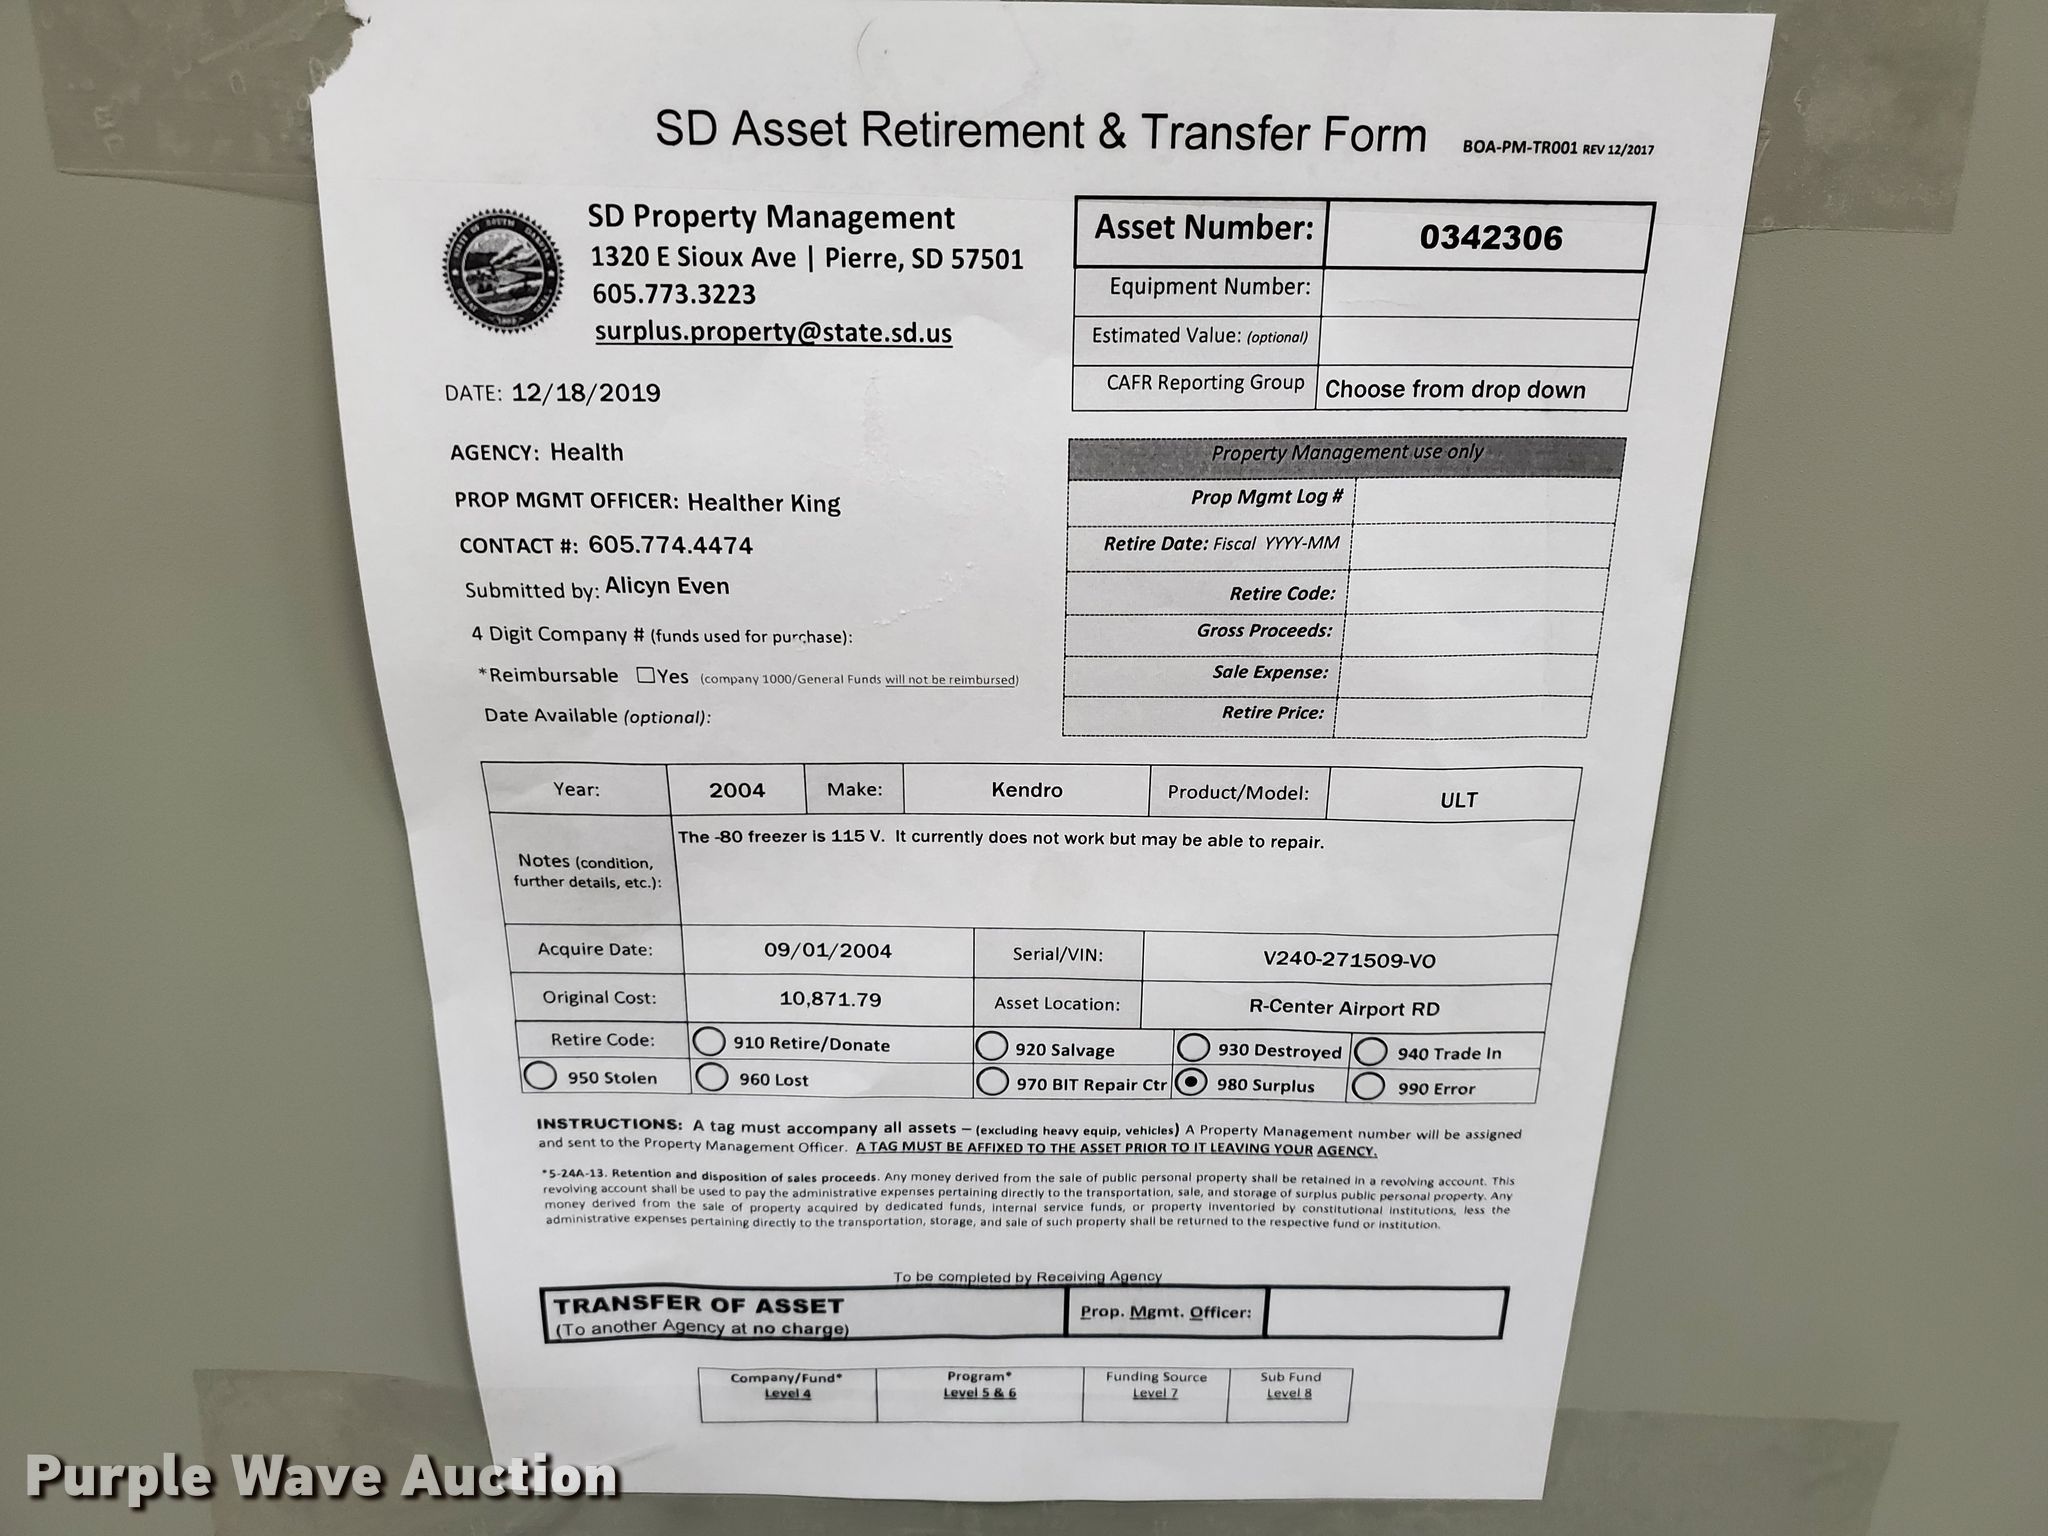 SD Asset Retirement & Transfer Form BOA-PM-TR001 REV 12/2017
SD Property Management
1320 E Sioux Ave | Pierre, SD 57501
605.773.3223
surplus.property@state.sd.us
Asset Number: 0342306
Equipment Number:
Estimated Value: (optional)
CAFR Reporting Group Choose from drop down
DATE: 12/18/2019
AGENCY: Health
PROP MGMT OFFICER: Healther King
CONTACT #: 605.774.4474
Submitted by: Alicyn Even
4 Digit Company # (funds used for purchase):
*Reimbursable Yes (company 1000/General Funds will not be reimbursed)
Date Available (optional):
Property Management use only
Prop Mgmt Log #
Retire Date: Fiscal YYYY-MM
Retire Code:
Gross Proceeds:
Sale Expense:
Retire Price:
Year: 2004 Make: Kendro Product/Model: ULT
Notes (condition,
further details, etc.):
The -80 freezer is 115 V. It currently does not work but may be able to repair.
Acquire Date: 09/01/2004 Serial/VIN: V240-271509-VO
Original Cost: 10,871.79 Asset Location: R-Center Airport RD
Retire Code: 910 Retire/Donate 920 Salvage 930 Destroyed 940 Trade In
950 Stolen 960 Lost 970 BIT Repair Ctr 980 Surplus 990 Error
INSTRUCTIONS: A tag must accompany all assets – (excluding heavy equip, vehicles) A Property Management number will be assigned
and sent to the Property Management Officer. A TAG MUST BE AFFIXED TO THE ASSET PRIOR TO IT LEAVING YOUR AGENCY.
*5-24A-13. Retention and disposition of sales proceeds. Any money derived from the sale of public personal property shall be retained in a revolving account. This
revolving account shall be used to pay the administrative expenses pertaining directly to the transportation, sale, and storage of surplus public personal property. Any
money derived from the sale of property acquired by dedicated funds, internal service funds, or property inventoried by constitutional institutions, less the
administrative expenses pertaining directly to the transportation, storage, and sale of such property shall be returned to the respective fund or institution.
To be completed by Receiving Agency
TRANSFER OF ASSET
(To another Agency at no charge)
Prop. Mgmt. Officer:
Company/Fund* Program* Funding Source Sub Fund
Level 4 Level 5 & 6 Level 7 Level 8
Purple Wave Auction